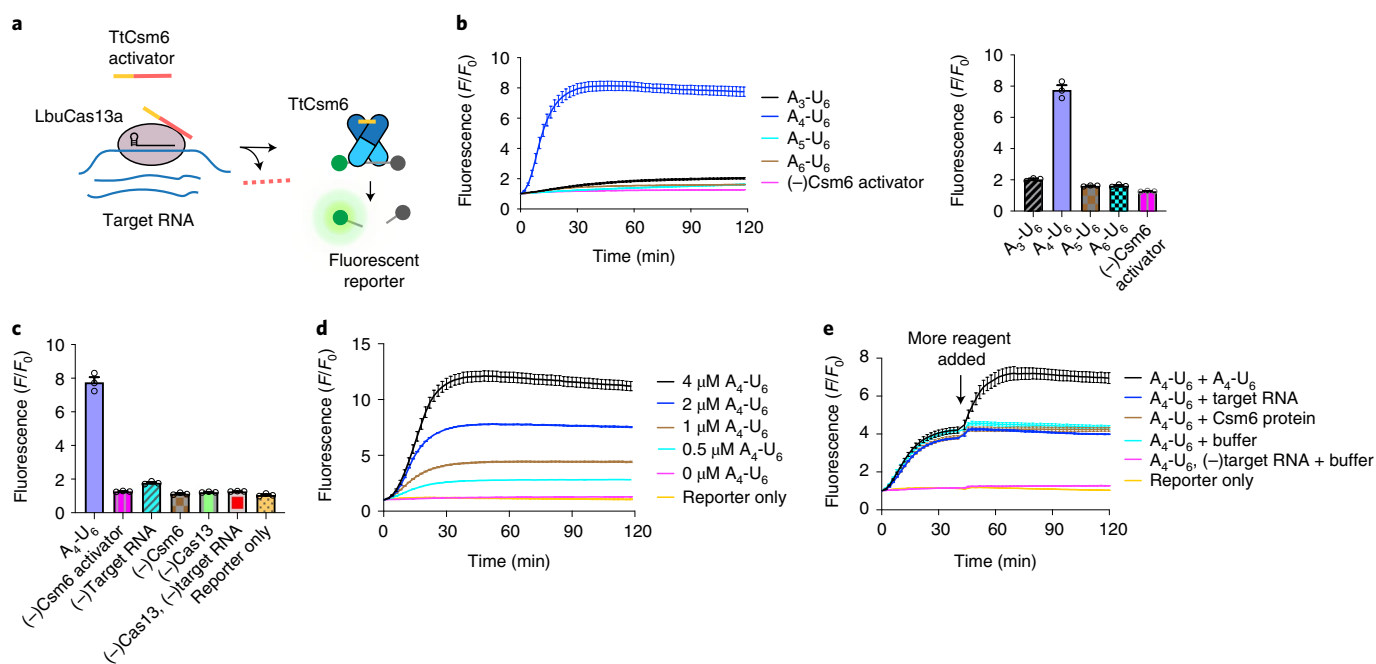 a
TtCsm6
activator
LbuCas13a
Target RNA
TtCsm6
Fluorescent
reporter
b
Fluorescence (F/F₀)
10
8
6
4
2
0
0
30
60
90
120
Time (min)
A₃-U₆
A₄-U₆
A₅-U₆
A₆-U₆
(–)Csm6 activator
Fluorescence (F/F₀)
10
8
6
4
2
0
A₃-U₆
A₄-U₆
A₅-U₆
A₆-U₆
(–)Csm6
activator
c
Fluorescence (F/F₀)
10
8
6
4
2
0
A₄-U₆
(–)Csm6 activator
(–)Target RNA
(–)Csm6
(–)Cas13
(–)Cas13, (–)target RNA
Reporter only
d
Fluorescence (F/F₀)
15
10
5
0
0
30
60
90
120
Time (min)
4 µM A₄-U₆
2 µM A₄-U₆
1 µM A₄-U₆
0.5 µM A₄-U₆
0 µM A₄-U₆
Reporter only
e
More reagent
added
Fluorescence (F/F₀)
8
6
4
2
0
0
30
60
90
120
Time (min)
A₄-U₆ + A₄-U₆
A₄-U₆ + target RNA
A₄-U₆ + Csm6 protein
A₄-U₆ + buffer
A₄-U₆, (–)target RNA + buffer
Reporter only